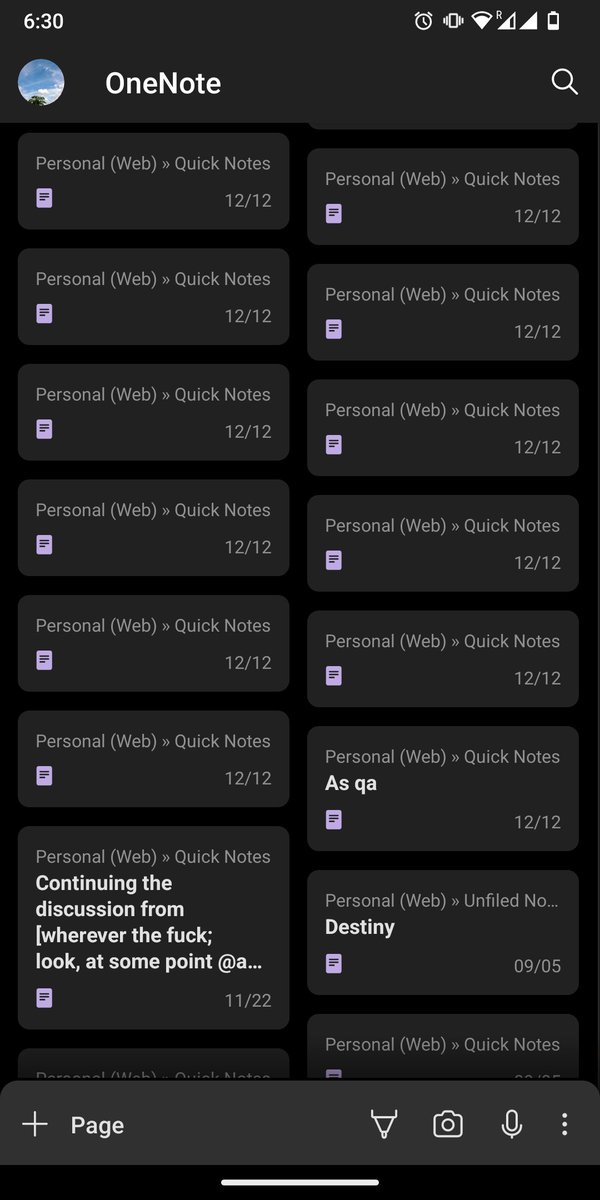 6:30
R
OneNote
Personal (Web) » Quick Notes
12/12
Personal (Web) » Quick Notes
12/12
Personal (Web) » Quick Notes
12/12
Personal (Web) » Quick Notes
12/12
Personal (Web) » Quick Notes
12/12
Personal (Web) » Quick Notes
12/12
Personal (Web) » Quick Notes
12/12
Personal (Web) » Quick Notes
12/12
Personal (Web) » Quick Notes
12/12
Personal (Web) » Quick Notes
12/12
Personal (Web) » Quick Notes
12/12
Personal (Web) » Quick Notes
As qa
12/12
Personal (Web) » Quick Notes
Continuing the
discussion from
[wherever the fuck;
look, at some point @a…
11/22
Personal (Web) » Unfiled No…
Destiny
09/05
Personal (Web) » Quick Notes
Personal (Web) » Quick Notes
Page